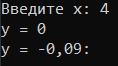 Введите x: 4
y = 0
y = -0,09: